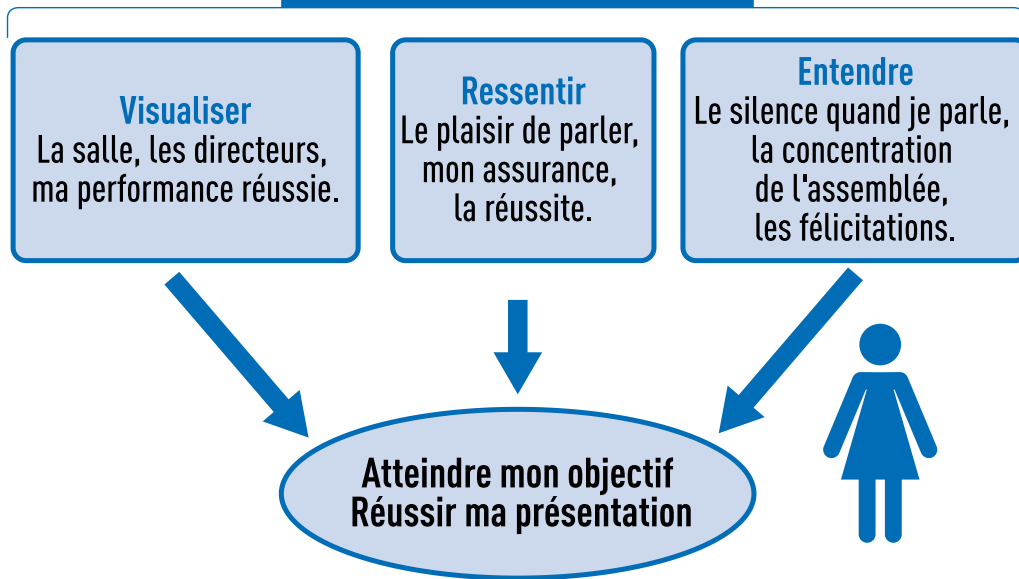 Visualiser
La salle, les directeurs,
ma performance réussie.
Ressentir
Le plaisir de parler,
mon assurance,
la réussite.
Entendre
Le silence quand je parle,
la concentration
de l'assemblée,
les félicitations.
Atteindre mon objectif
Réussir ma présentation